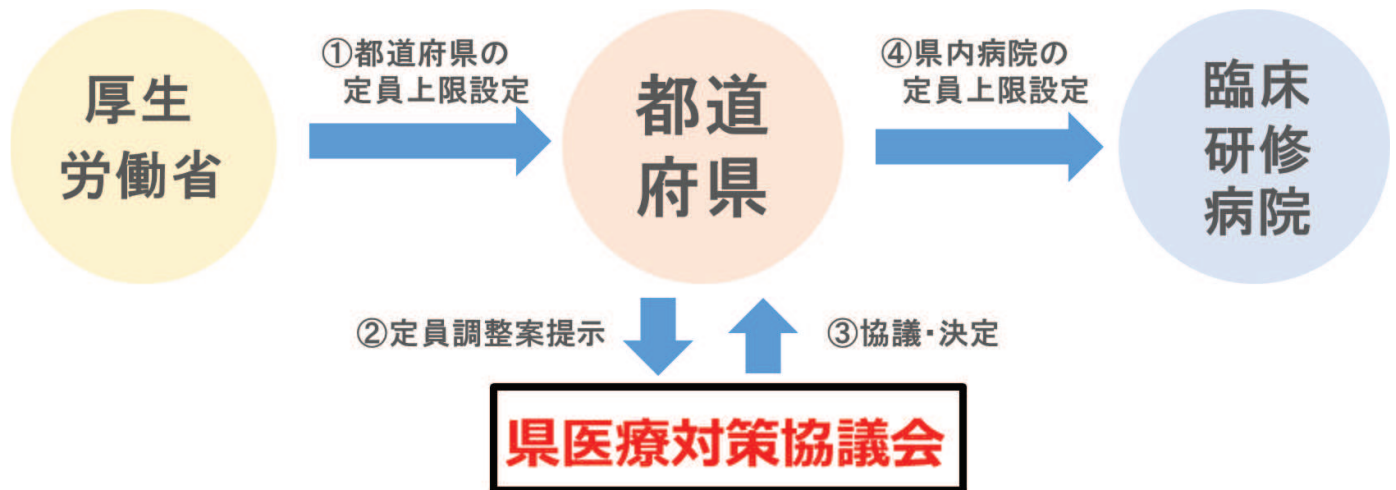 厚生
労働省
①都道府県の
定員上限設定
都道
府県
④県内病院の
定員上限設定
臨床
研修
病院
②定員調整案提示
③協議・決定
県医療対策協議会